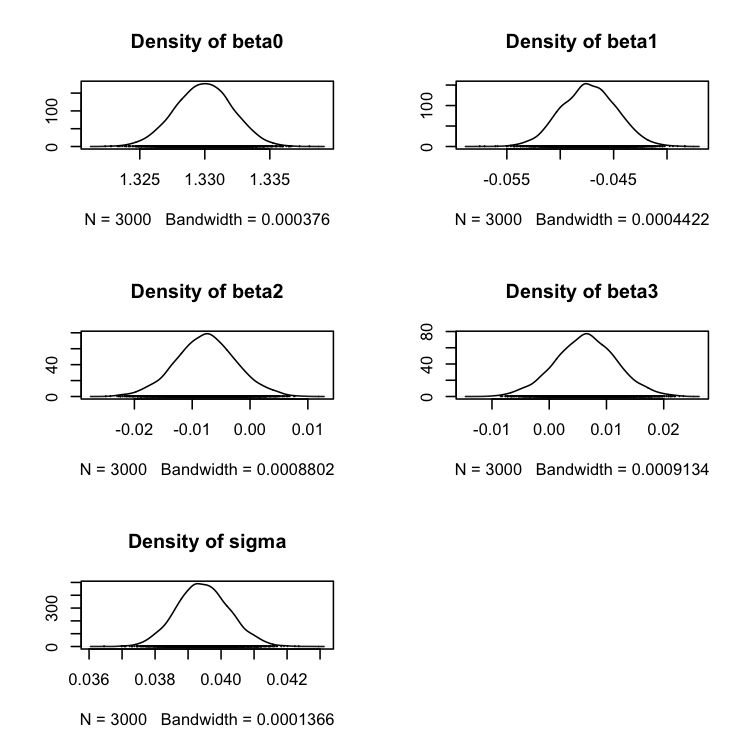 Density of beta0
0 100
1.325 1.330 1.335
N = 3000 Bandwidth = 0.000376
Density of beta1
0 100
-0.055 -0.045
N = 3000 Bandwidth = 0.0004422
Density of beta2
0 40
-0.02 -0.01 0.00 0.01
N = 3000 Bandwidth = 0.0008802
Density of beta3
0 40 80
-0.01 0.00 0.01 0.02
N = 3000 Bandwidth = 0.0009134
Density of sigma
0 300
0.036 0.038 0.040 0.042
N = 3000 Bandwidth = 0.0001366